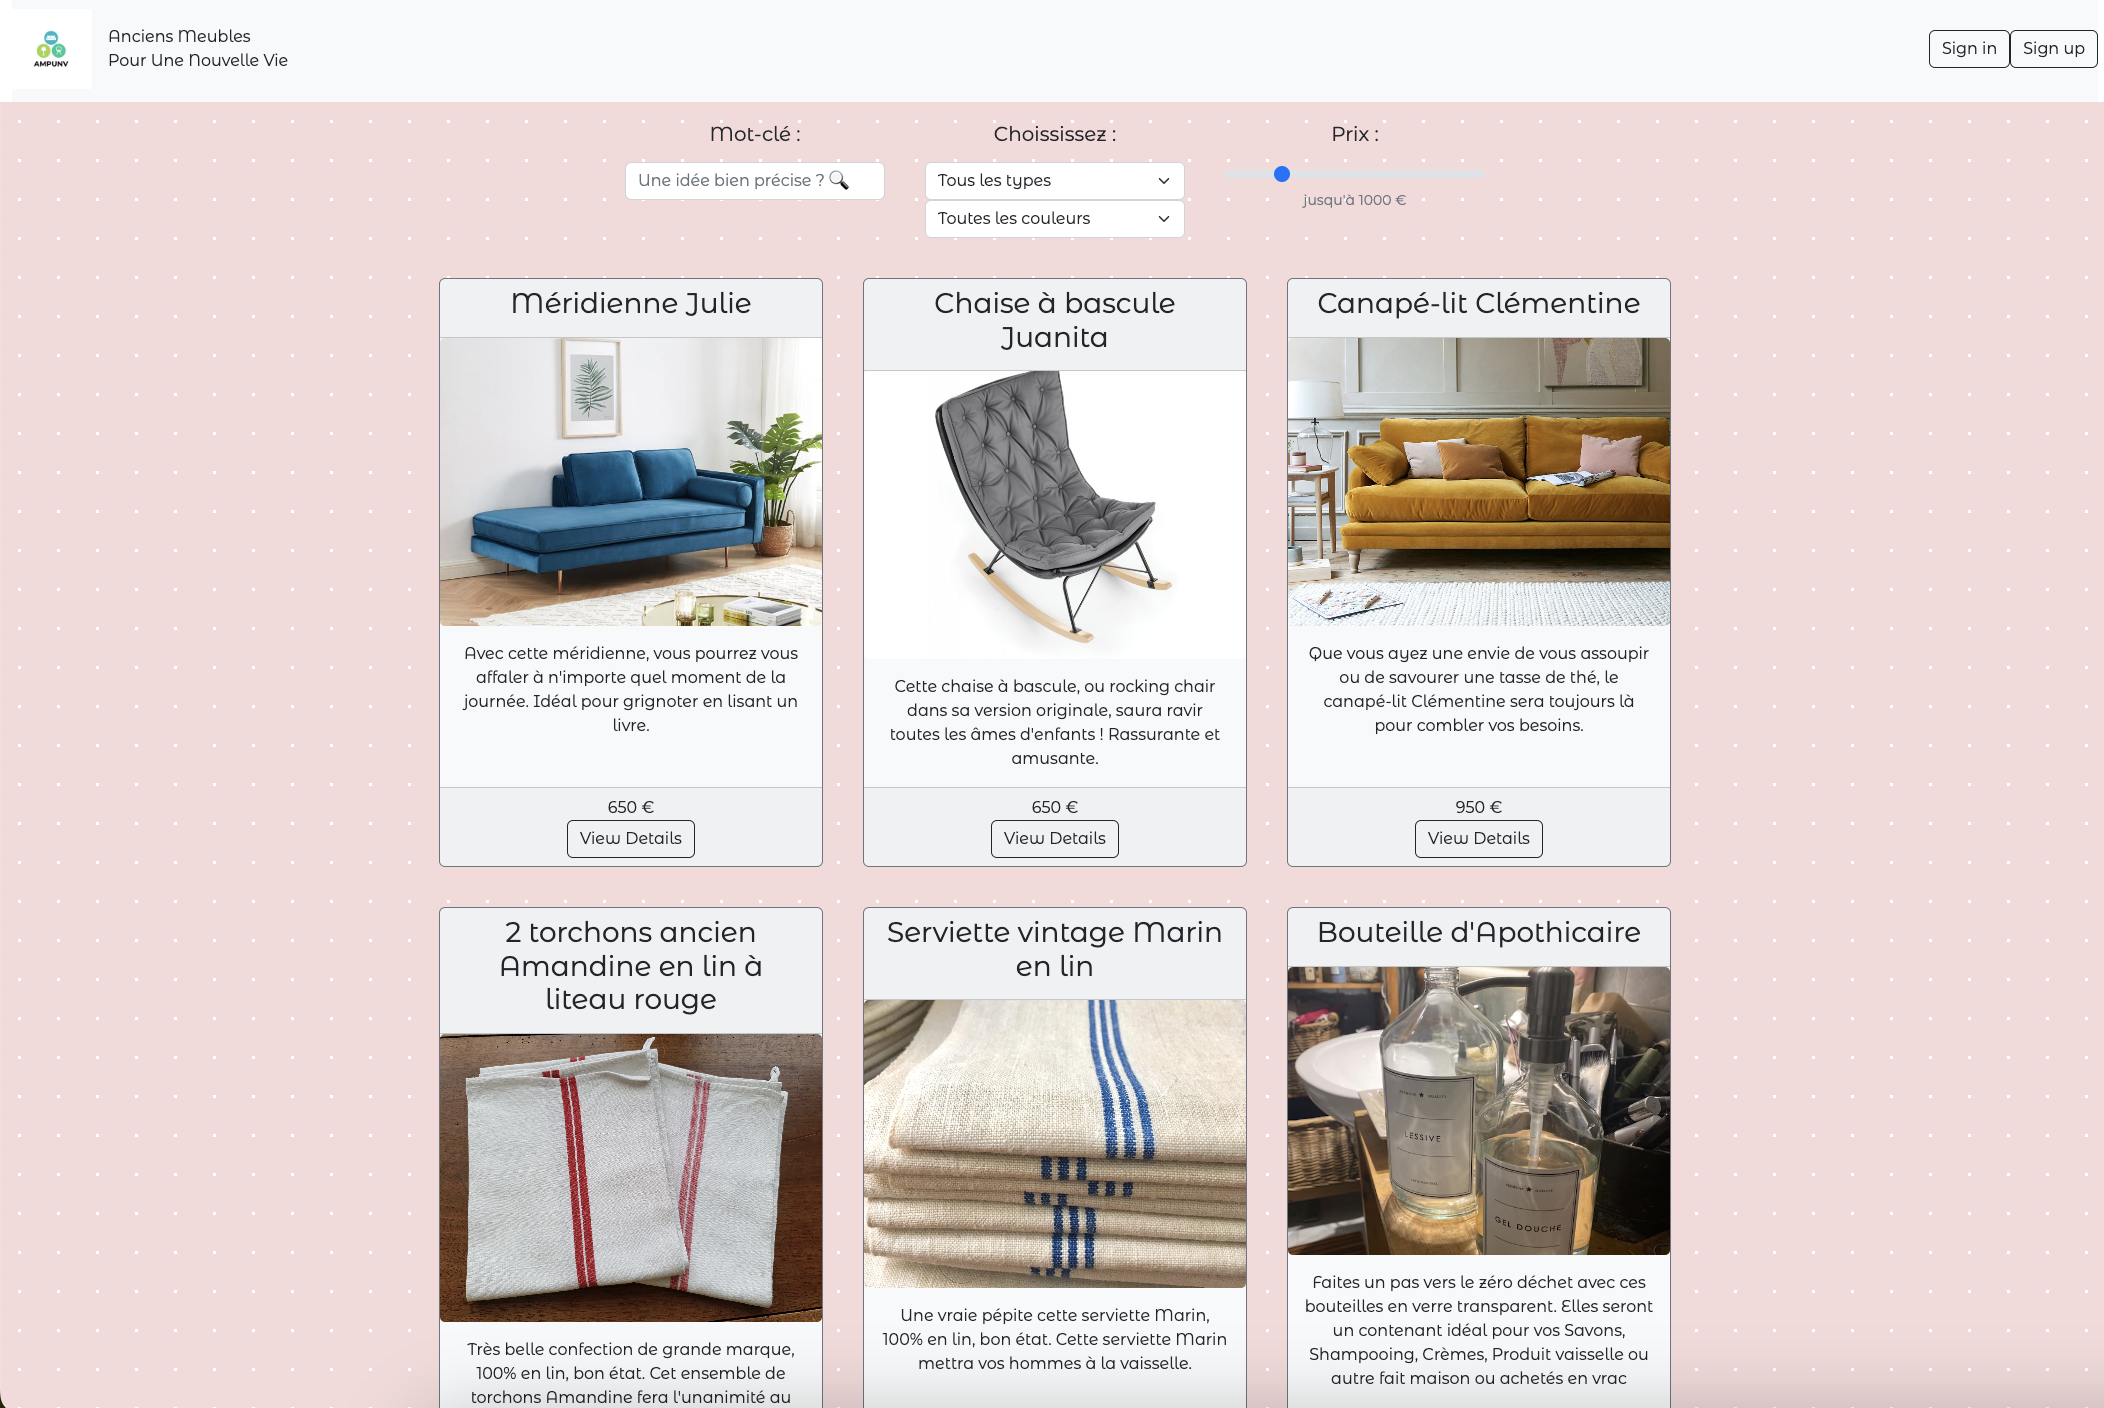 AMPUNV
Anciens Meubles
Pour Une Nouvelle Vie
Sign in
Sign up
Mot-clé :
Choississez :
Prix :
Une idée bien précise ? 🔍
Tous les types
Toutes les couleurs
jusqu'à 1000 €
Méridienne Julie
Avec cette méridienne, vous pourrez vous
affaler à n'importe quel moment de la
journée. Idéal pour grignoter en lisant un
livre.
650 €
View Details
Chaise à bascule
Juanita
Cette chaise à bascule, ou rocking chair
dans sa version originale, saura ravir
toutes les âmes d'enfants ! Rassurante et
amusante.
650 €
View Details
Canapé-lit Clémentine
Que vous ayez une envie de vous assoupir
ou de savourer une tasse de thé, le
canapé-lit Clémentine sera toujours là
pour combler vos besoins.
950 €
View Details
2 torchons ancien
Amandine en lin à
liteau rouge
Très belle confection de grande marque,
100% en lin, bon état. Cet ensemble de
torchons Amandine fera l'unanimité au
Serviette vintage Marin
en lin
Une vraie pépite cette serviette Marin,
100% en lin, bon état. Cette serviette Marin
mettra vos hommes à la vaisselle.
Bouteille d'Apothicaire
LESSIVE
GEL DOUCHE
Faites un pas vers le zéro déchet avec ces
bouteilles en verre transparent. Elles seront
un contenant idéal pour vos Savons,
Shampooing, Crèmes, Produit vaisselle ou
autre fait maison ou achetés en vrac